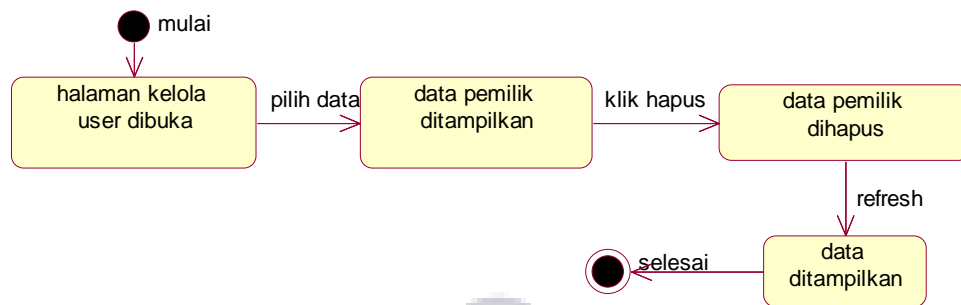 mulai
halaman kelola
user dibuka
pilih data
data pemilik
ditampilkan
klik hapus
data pemilik
dihapus
refresh
data
ditampilkan
selesai